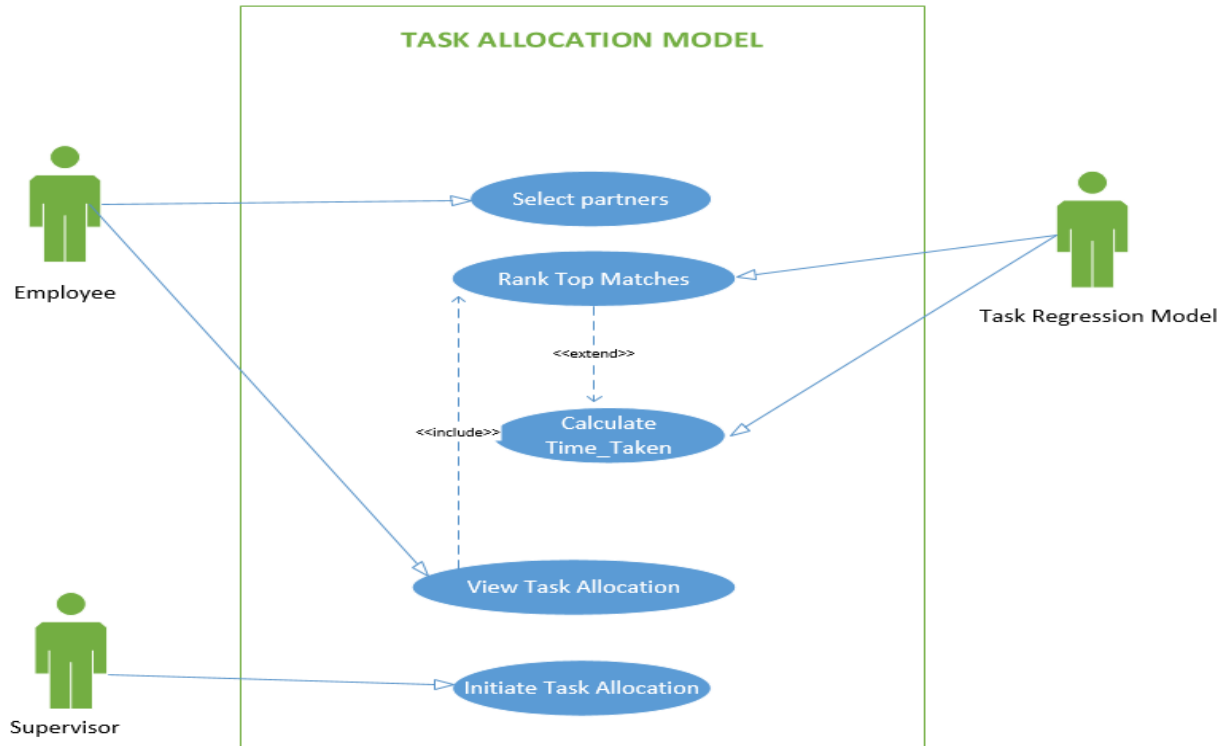 TASK ALLOCATION MODEL
Select partners
Employee
Rank Top Matches
Task Regression Model
<<extend>>
Calculate
Time_Taken
<<include>>
View Task Allocation
Initiate Task Allocation
Supervisor